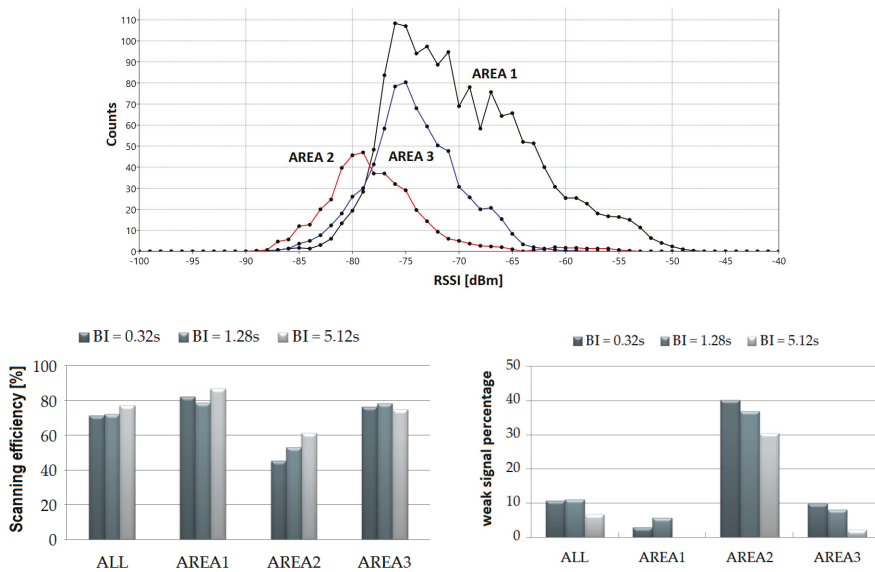 110
100
90
80
70
60
50
40
30
20
10
0
Counts
AREA 1
AREA 2
AREA 3
-100 -95 -90 -85 -80 -75 -70 -65 -60 -55 -50 -45 -40
RSSI [dBm]
BI = 0.32s BI = 1.28s BI = 5.12s
Scanning efficiency [%]
100
80
60
40
20
0
ALL AREA1 AREA2 AREA3
BI = 0.32s BI = 1.28s BI = 5.12s
weak signal percentage
50
40
30
20
10
0
ALL AREA1 AREA2 AREA3